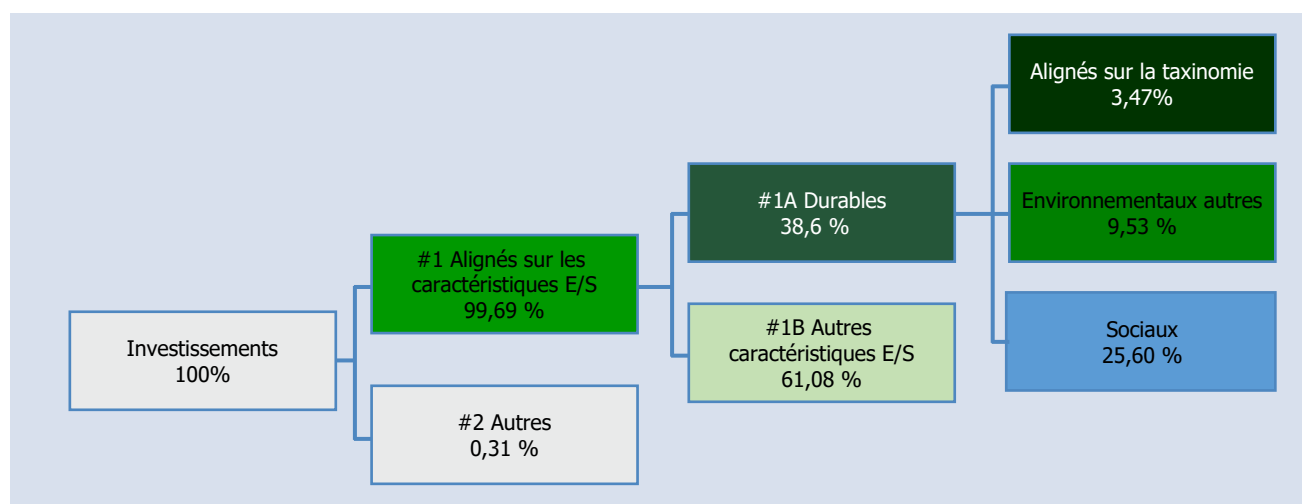 Investissements
100%
#1 Alignés sur les
caractéristiques E/S
99,69 %
#2 Autres
0,31 %
#1A Durables
38,6 %
#1B Autres
caractéristiques E/S
61,08 %
Alignés sur la taxinomie
3,47%
Environnementaux autres
9,53 %
Sociaux
25,60 %